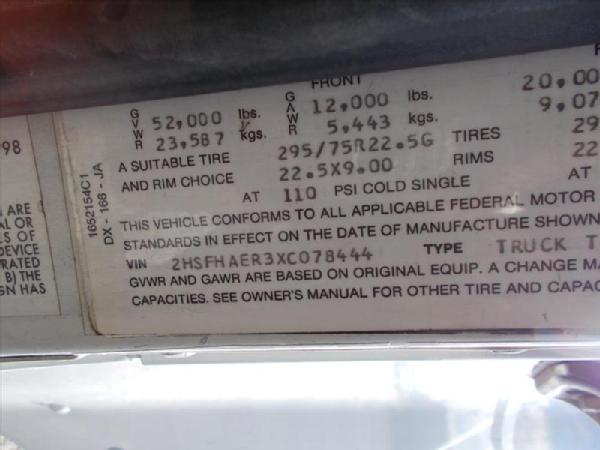 FRONT
GVWR 52,000 lbs. GAWR 12,000 lbs. 20,00
23,587 kgs. 5,443 kgs. 9,07
A SUITABLE TIRE 295/75R22.5G TIRES 29
AND RIM CHOICE 22.5X9.00 RIMS 22
AT 110 PSI COLD SINGLE AT
THIS VEHICLE CONFORMS TO ALL APPLICABLE FEDERAL MOTOR
STANDARDS IN EFFECT ON THE DATE OF MANUFACTURE SHOWN
VIN 2HSFHAER3XC078444 TYPE TRUCK T
GVWR AND GAWR ARE BASED ON ORIGINAL EQUIP. A CHANGE M
CAPACITIES. SEE OWNER'S MANUAL FOR OTHER TIRE AND CAPAC
1652154C1
DX - 168 - JA
98
ARE
AL OR
LS OF
DEVICE
RATED
B) THE
GN HAS